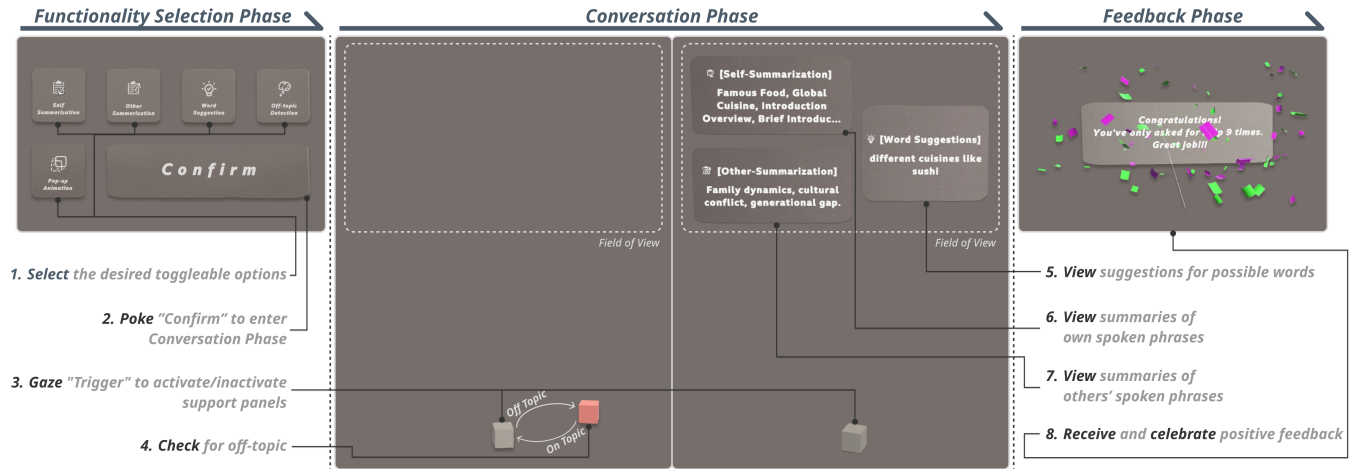 Functionality Selection Phase
Conversation Phase
Feedback Phase
Self
Summarization
Other
Summarization
Word
Suggestion
Off-topic
Detection
Pop-up
Animation
Confirm
[Self-Summarization]
Famous Food, Global
Cuisine, Introduction
Overview, Brief Introduc...
[Word Suggestions]
different cuisines like
sushi
[Other-Summarization]
Family dynamics, cultural
conflict, generational gap.
Field of View
Field of View
Congratulations!
You've only asked for 9 times.
Great job!!!
1. Select the desired toggleable options
2. Poke “Confirm” to enter
Conversation Phase
3. Gaze "Trigger" to activate/inactivate
support panels
4. Check for off-topic
Off Topic
On Topic
5. View suggestions for possible words
6. View summaries of
own spoken phrases
7. View summaries of
others’ spoken phrases
8. Receive and celebrate positive feedback